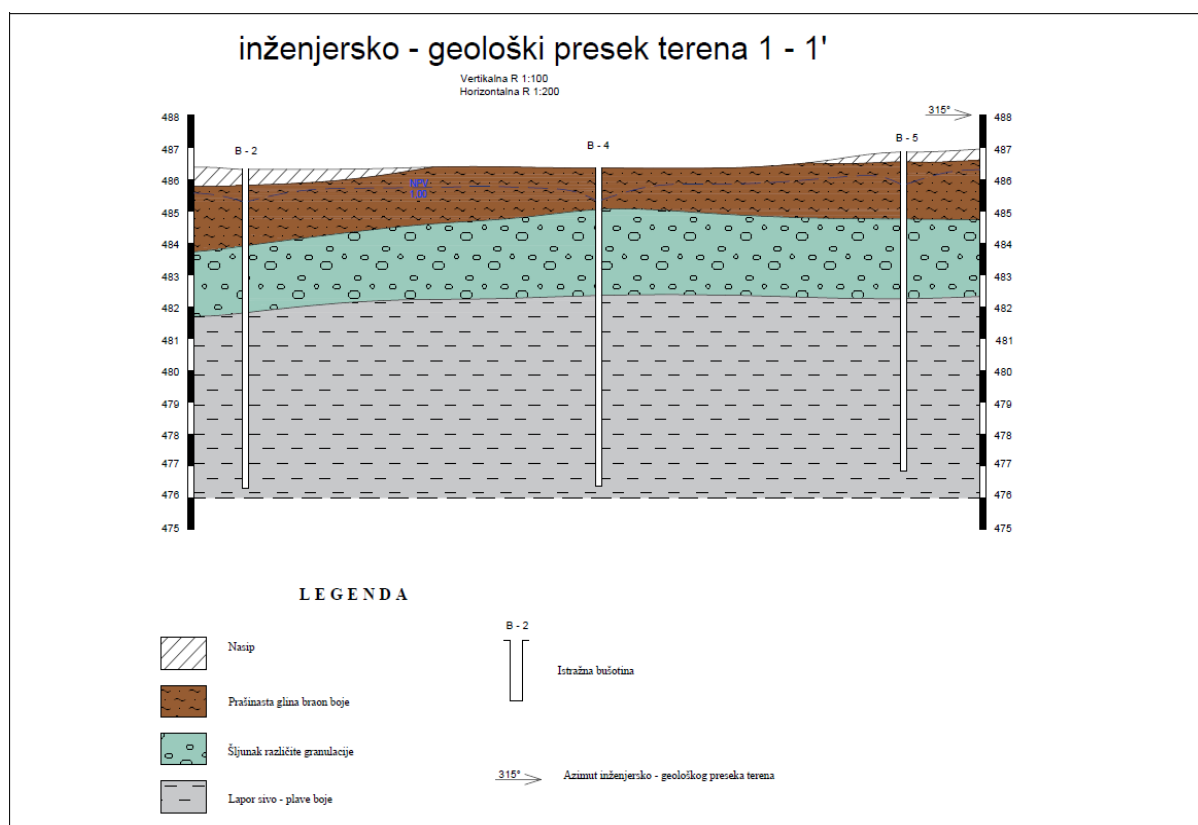 inženjersko - geološki presek terena 1 - 1'
Vertikalna R 1:100
Horizontalna R 1:200
315°
488
488
B - 2
B - 4
B - 5
487
487
486
NPV
1,00
486
485
485
484
484
483
483
482
482
481
481
480
480
479
479
478
478
477
477
476
476
475
475
LEGENDA
B - 2
Nasip
Istražna bušotina
Prašinasta glina braon boje
Šljunak različite granulacije
315°
Azimut inženjersko - geološkog preseka terena
Lapor sivo - plave boje